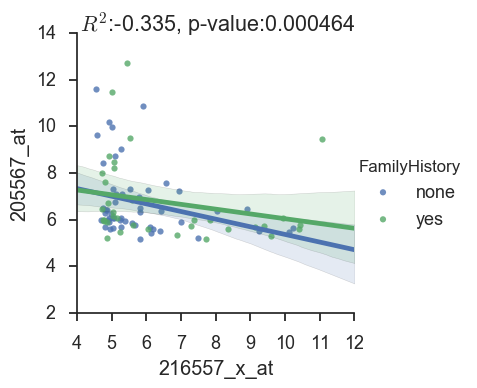 R²:-0.335, p-value:0.000464
14
12
10
8
6
4
2
205567_at
4 5 6 7 8 9 10 11 12
216557_x_at
FamilyHistory
none
yes